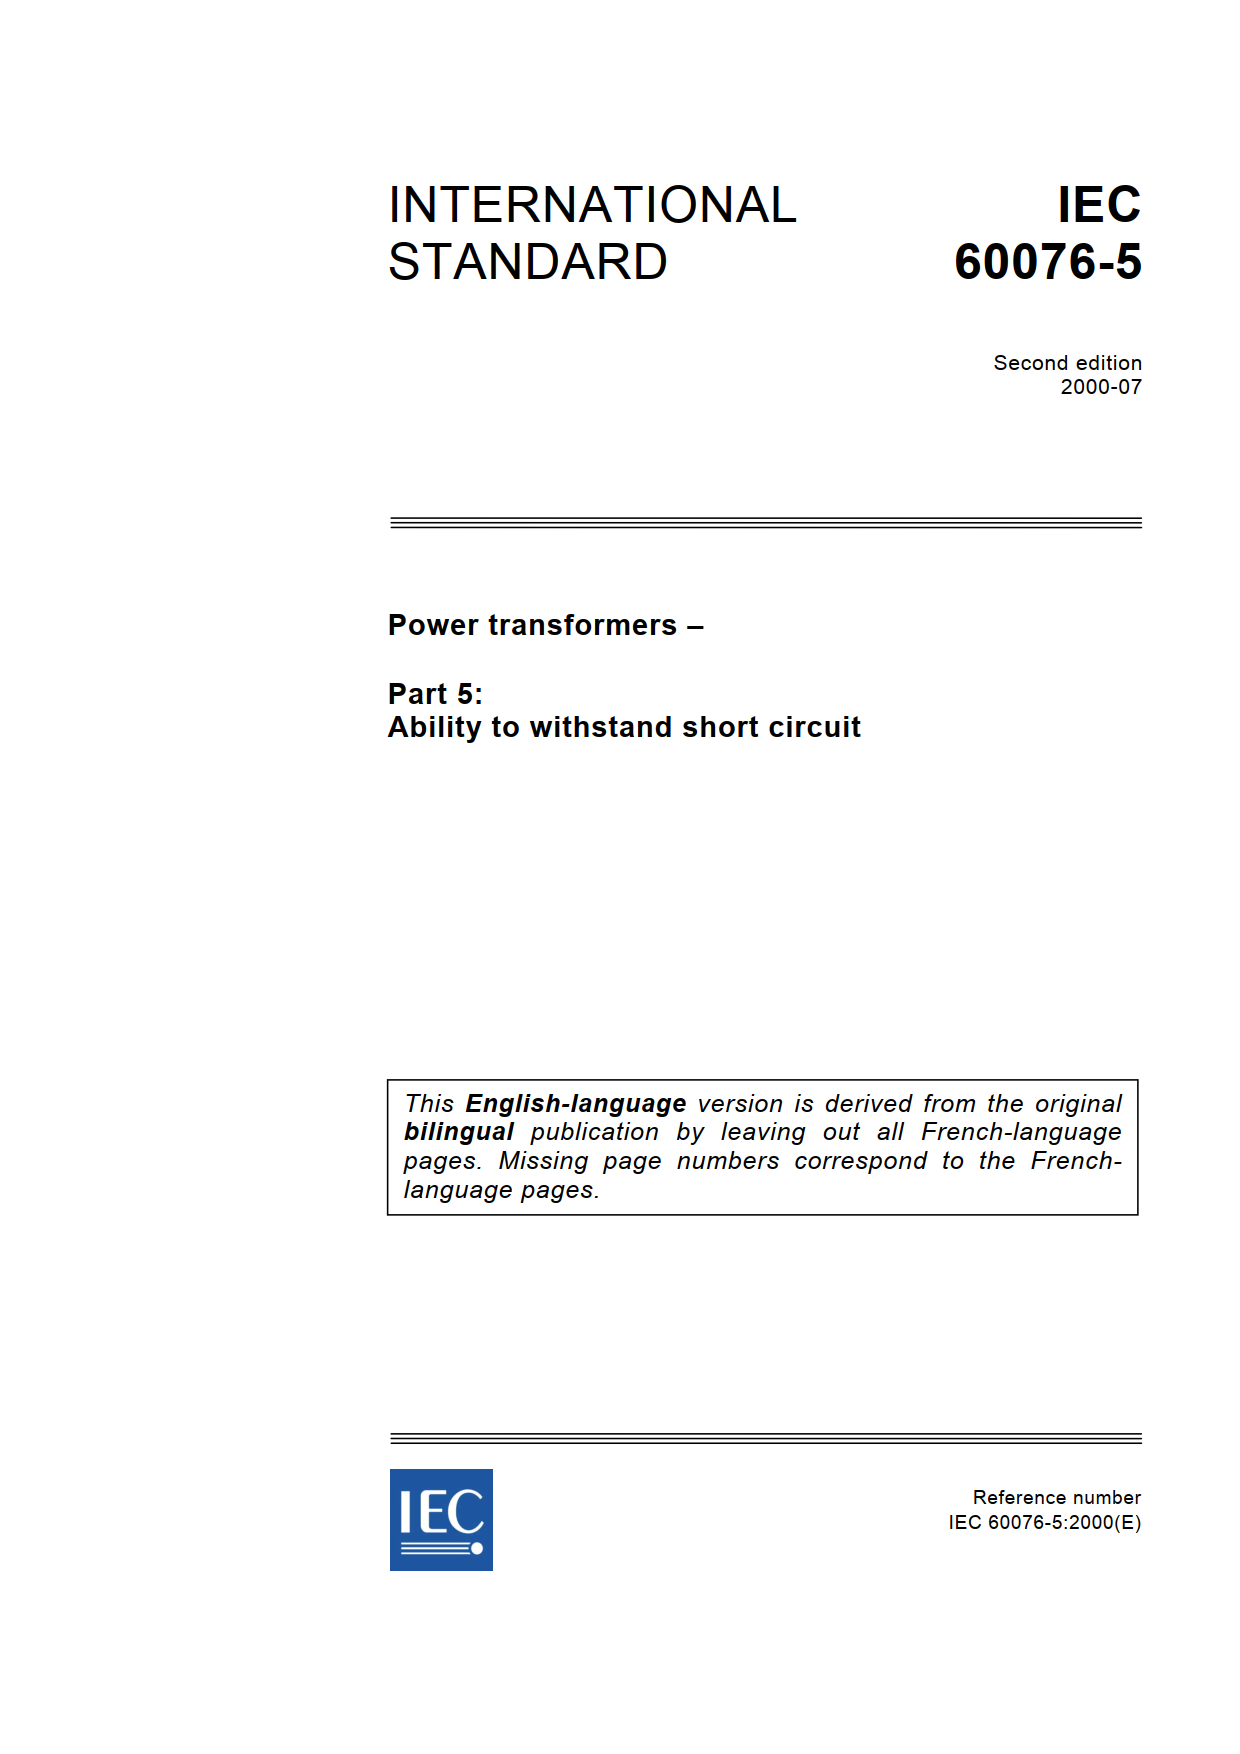 INTERNATIONAL
STANDARD
IEC
60076-5
Second edition
2000-07
Power transformers –
Part 5:
Ability to withstand short circuit
This English-language version is derived from the original
bilingual publication by leaving out all French-language
pages. Missing page numbers correspond to the French-
language pages.
IEC
Reference number
IEC 60076-5:2000(E)